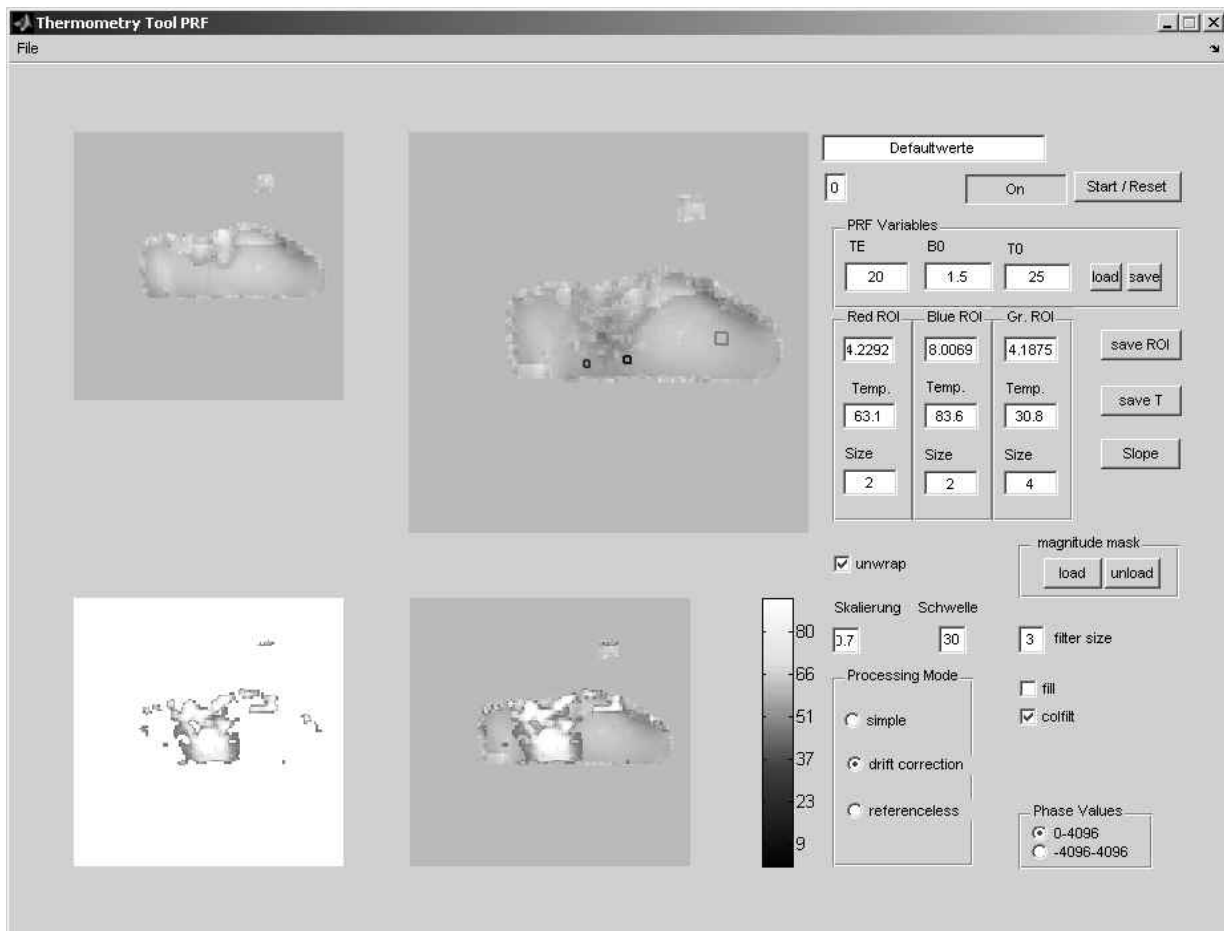 Thermometry Tool PRF
File
Defaultwerte
0
On
Start / Reset
PRF Variables
TE
B0
T0
20
1.5
25
load
save
Red ROI
Blue ROI
Gr. ROI
4.2292
8.0069
4.1875
save ROI
Temp.
Temp.
Temp.
63.1
83.6
30.8
save T
Size
Size
Size
Slope
2
2
4
unwrap
magnitude mask
load
unload
Skalierung
Schwelle
0.7
30
3
filter size
80
66
51
37
23
9
Processing Mode
simple
drift correction
referenceless
fill
colfilt
Phase Values
0-4096
-4096-4096